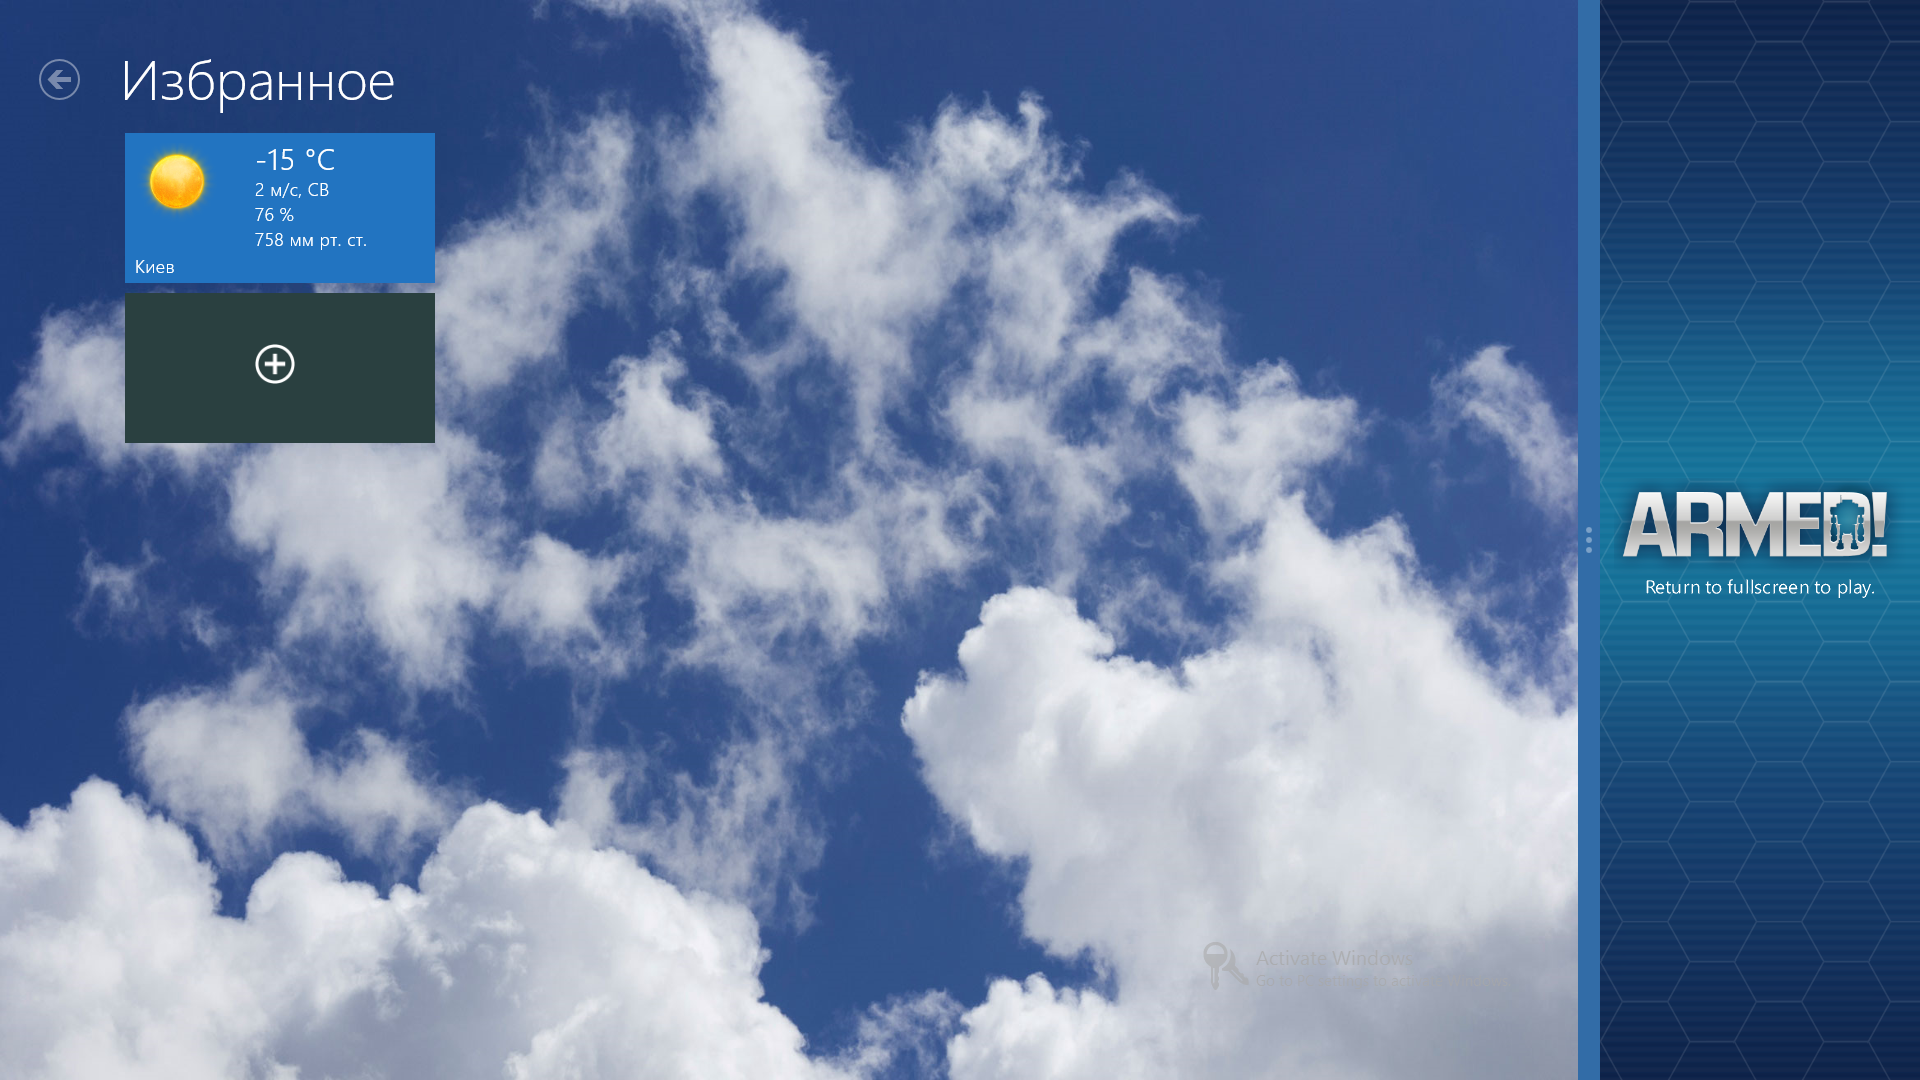 Избранное
-15 °C
2 м/с, СВ
76 %
758 мм рт. ст.
Киев
ARMED!
Return to fullscreen to play.
Activate Windows